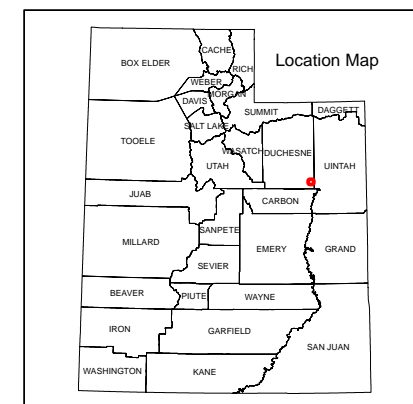 Location Map
CACHE
BOX ELDER
RICH
WEBER
MORGAN
DAVIS
SUMMIT
DAGGETT
SALT LAKE
TOOELE
WASATCH
DUCHESNE
UINTAH
UTAH
JUAB
CARBON
SANPETE
MILLARD
EMERY
GRAND
SEVIER
BEAVER
PIUTE
WAYNE
IRON
GARFIELD
SAN JUAN
WASHINGTON
KANE